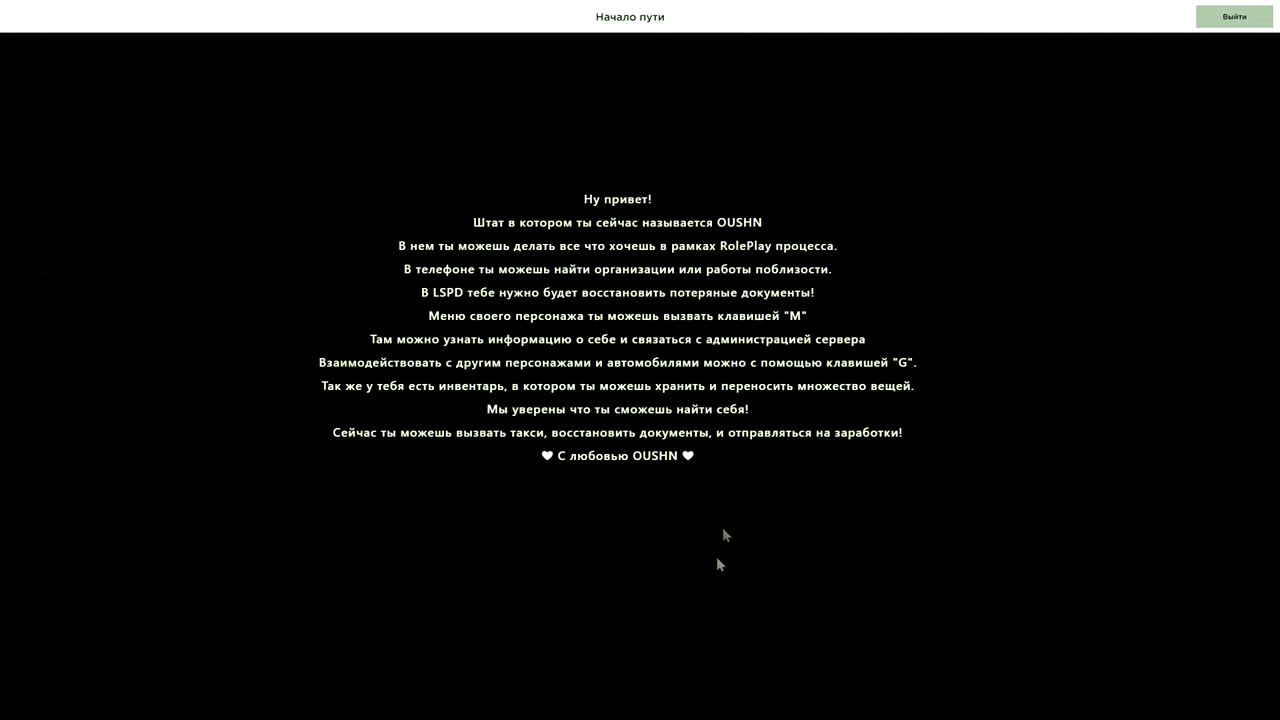 Начало пути
Выйти
Ну привет!
Штат в котором ты сейчас называется OUSHN
В нем ты можешь делать все что хочешь в рамках RolePlay процесса.
В телефоне ты можешь найти организации или работы поблизости.
В LSPD тебе нужно будет восстановить потеряные документы!
Меню своего персонажа ты можешь вызвать клавишей "M"
Там можно узнать информацию о себе и связаться с администрацией сервера
Взаимодействовать с другим персонажами и автомобилями можно с помощью клавишей "G".
Так же у тебя есть инвентарь, в котором ты можешь хранить и переносить множество вещей.
Мы уверены что ты сможешь найти себя!
Сейчас ты можешь вызвать такси, восстановить документы, и отправляться на заработки!
♥ С любовью OUSHN ♥